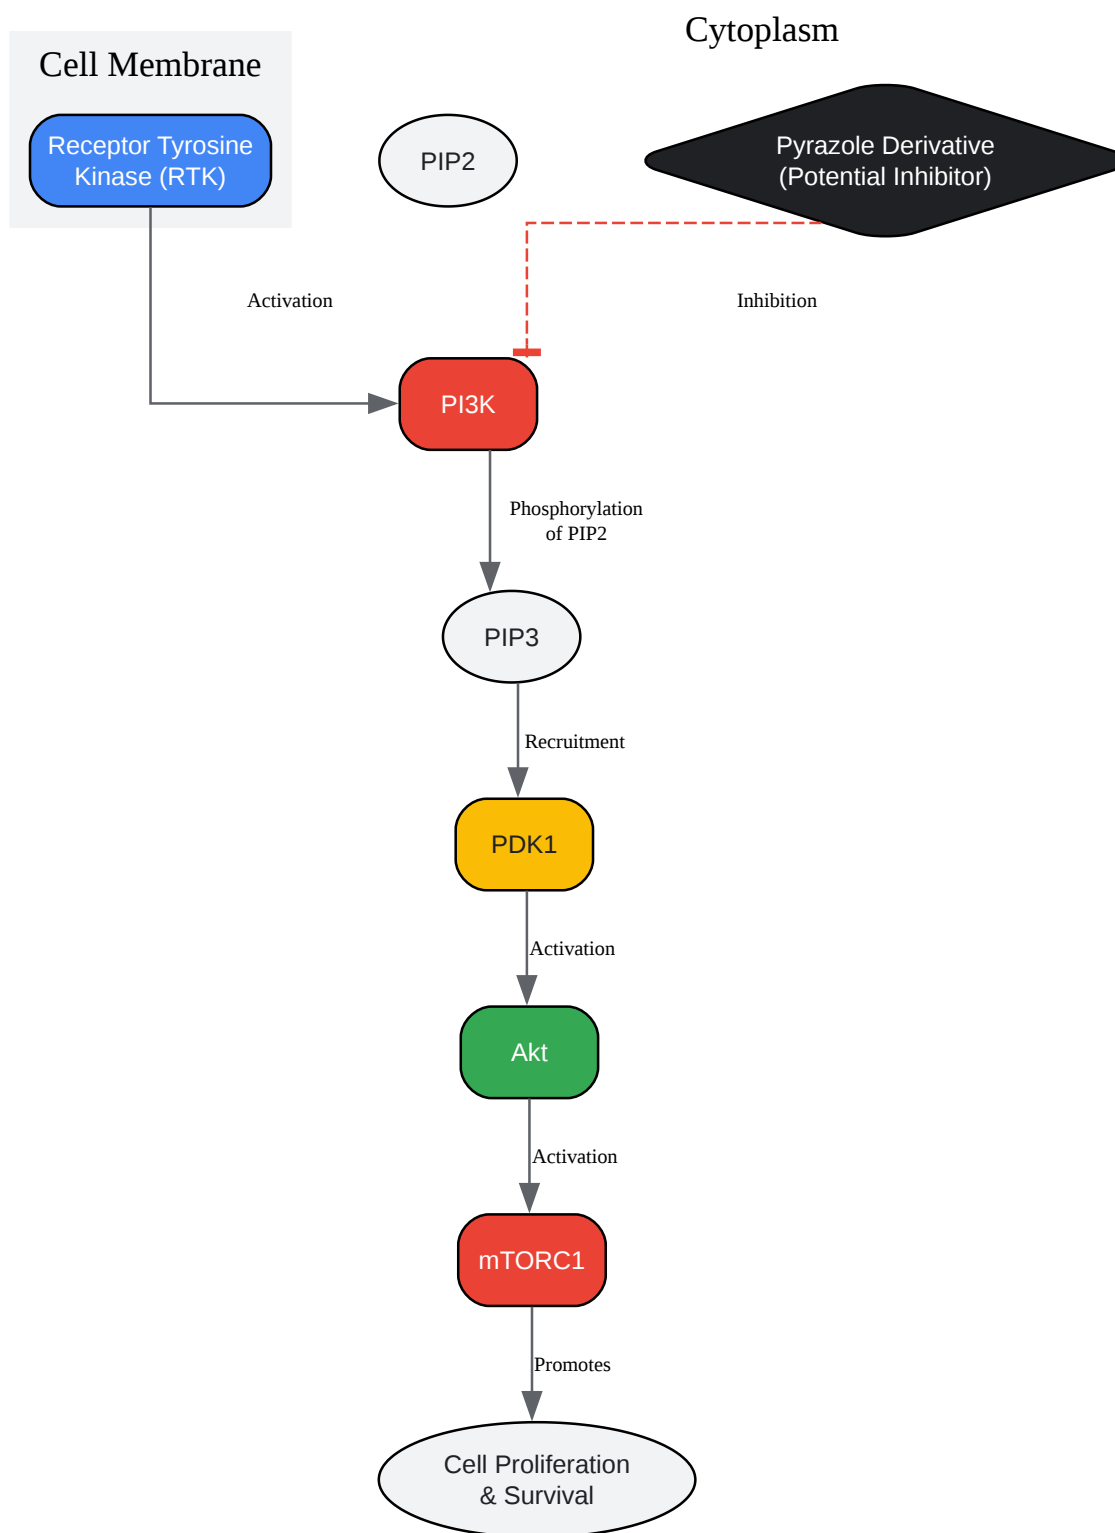 Cytoplasm
Cell Membrane
Receptor Tyrosine
Kinase (RTK)
PIP2
Pyrazole Derivative
(Potential Inhibitor)
Activation
Inhibition
PI3K
Phosphorylation
of PIP2
PIP3
Recruitment
PDK1
Activation
Akt
Activation
mTORC1
Promotes
Cell Proliferation
& Survival